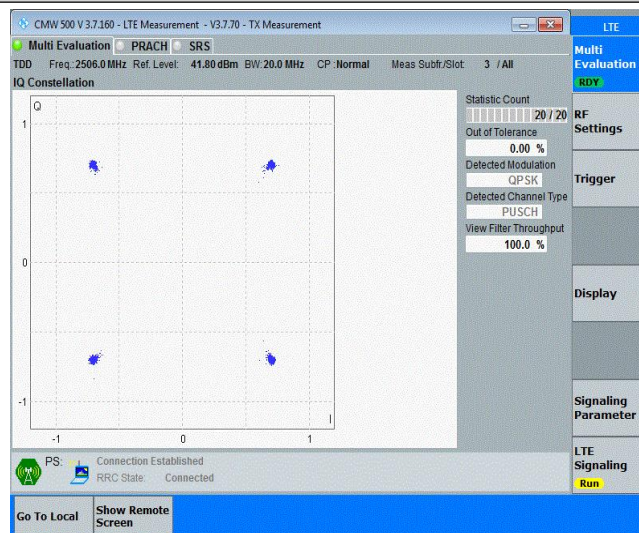 CMW 500 V 3.7.160 - LTE Measurement - V3.7.70 - TX Measurement
LTE
Multi Evaluation PRACH SRS
Multi
Evaluation
RDY
TDD Freq.: 2506.0 MHz Ref. Level: 41.80 dBm BW: 20.0 MHz CP : Normal Meas Subfr./Slot: 3 / All
IQ Constellation
Q
1
0
-1
-1 0 1
I
Statistic Count
20 / 20
Out of Tolerance
0.00 %
Detected Modulation
QPSK
Detected Channel Type
PUSCH
View Filter Throughput
100.0 %
RF
Settings
Trigger
Display
Signaling
Parameter
LTE
Signaling
Run
PS: Connection Established
RRC State: Connected
Go To Local
Show Remote
Screen